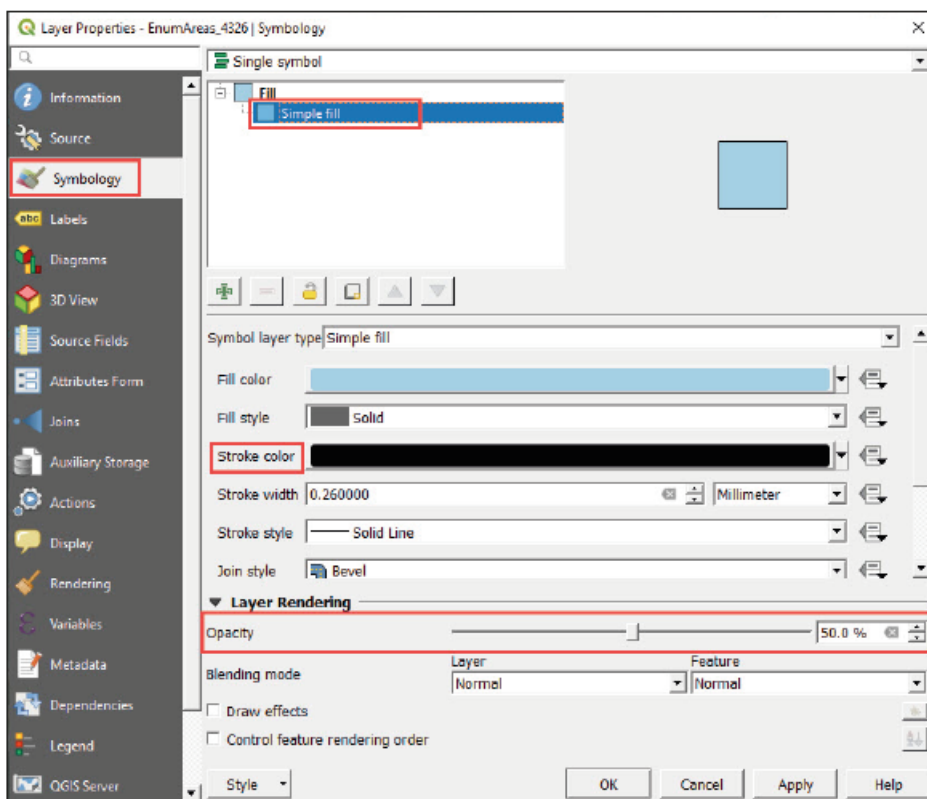 Layer Properties - EnumAreas_4326 | Symbology
Single symbol
Information
Source
Symbology
Labels
Diagrams
3D View
Source Fields
Attributes Form
Joins
Auxiliary Storage
Actions
Display
Rendering
Variables
Metadata
Dependencies
Legend
QGIS Server
Fill
Simple fill
Symbol layer type Simple fill
Fill color
Fill style Solid
Stroke color
Stroke width 0.260000 Millimeter
Stroke style Solid Line
Join style Bevel
Layer Rendering
Opacity 50.0 %
Layer Feature
Blending mode Normal Normal
Draw effects
Control feature rendering order
Style OK Cancel Apply Help
abc